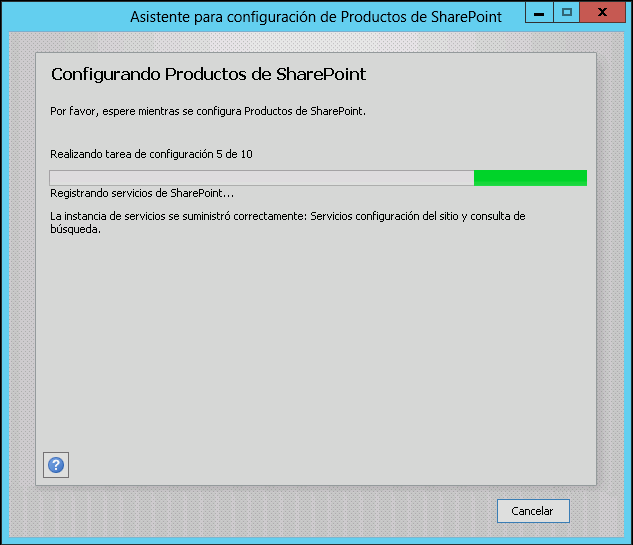 Asistente para configuración de Productos de SharePoint
Configurando Productos de SharePoint
Por favor, espere mientras se configura Productos de SharePoint.
Realizando tarea de configuración 5 de 10
Registrando servicios de SharePoint...
La instancia de servicios se suministró correctamente: Servicios configuración del sitio y consulta de
búsqueda.
?
Cancelar